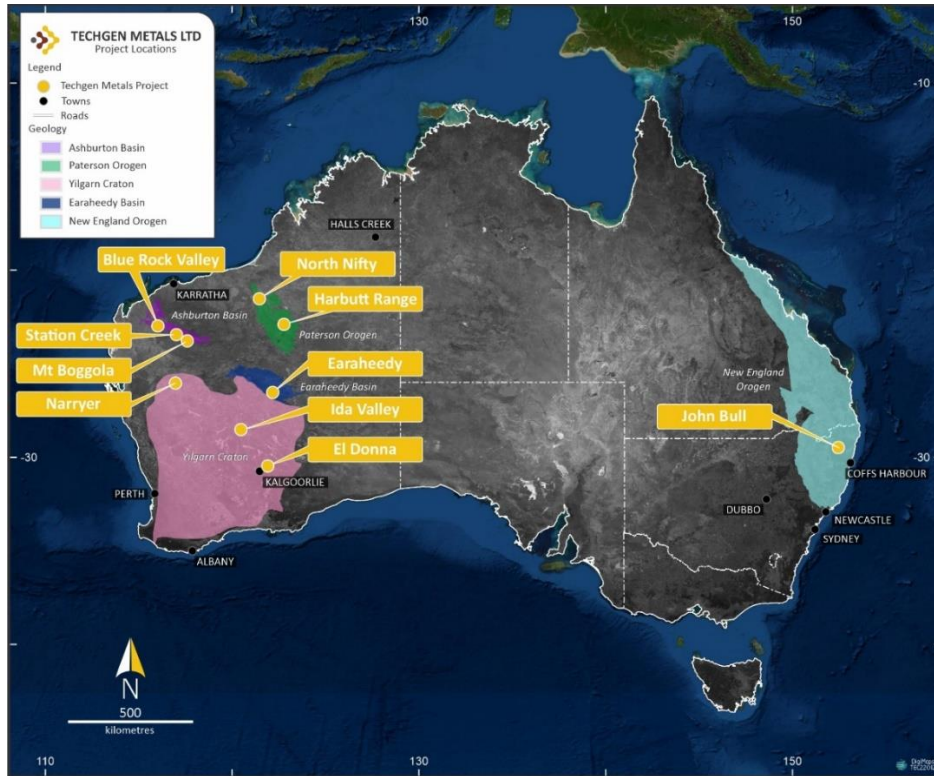 130
150
TECHGEN METALS LTD
Project Locations
Legend
Techgen Metals Project
Towns
Roads
Geology
Ashburton Basin
Paterson Orogen
Yilgarn Craton
Earaheedy Basin
New England Orogen
-10
-10
HALLS CREEK
Blue Rock Valley
North Nifty
KARRATHA
Harbutt Range
Ashburton Basin
Station Creek
Paterson Orogen
Mt Boggola
Earaheedy
New England
Orogen
Narryer
Earaheedy Basin
Ida Valley
John Bull
El Donna
Yilgarn Craton
-30
-30
COFFS HARBOUR
KALGOORLIE
PERTH
DUBBO
NEWCASTLE
SYDNEY
ALBANY
N
500
kilometres
110
130
150